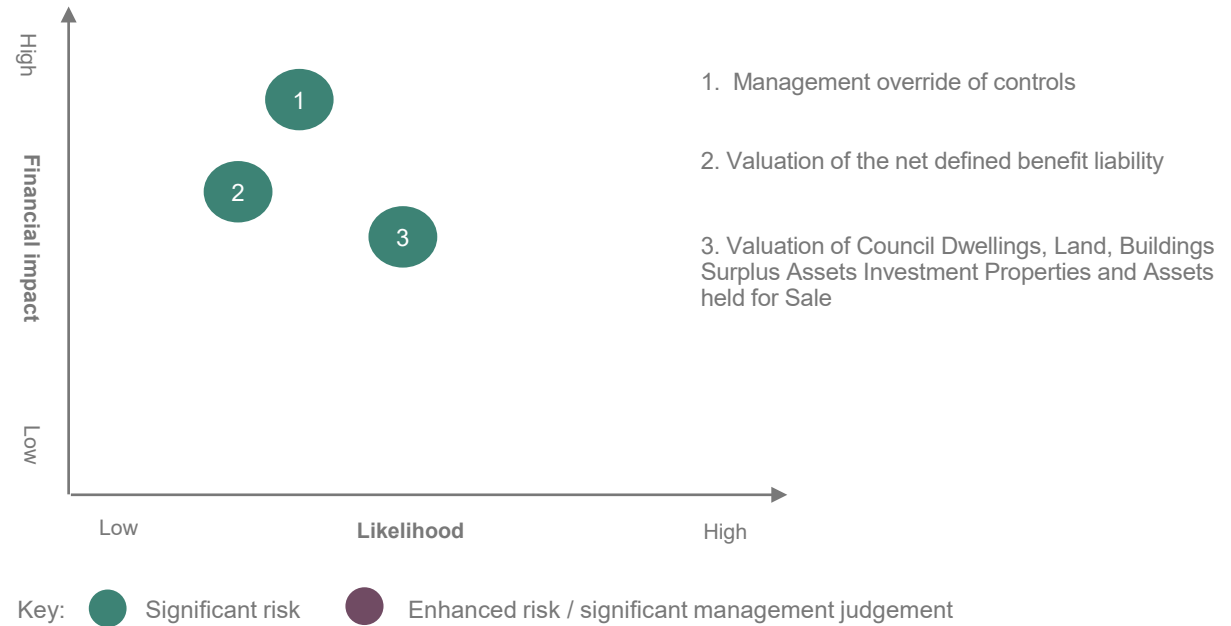 High
Financial impact
Low
1
2
3
Low
Likelihood
High
1. Management override of controls
2. Valuation of the net defined benefit liability
3. Valuation of Council Dwellings, Land, Buildings
Surplus Assets Investment Properties and Assets
held for Sale
Key:
Significant risk
Enhanced risk / significant management judgement